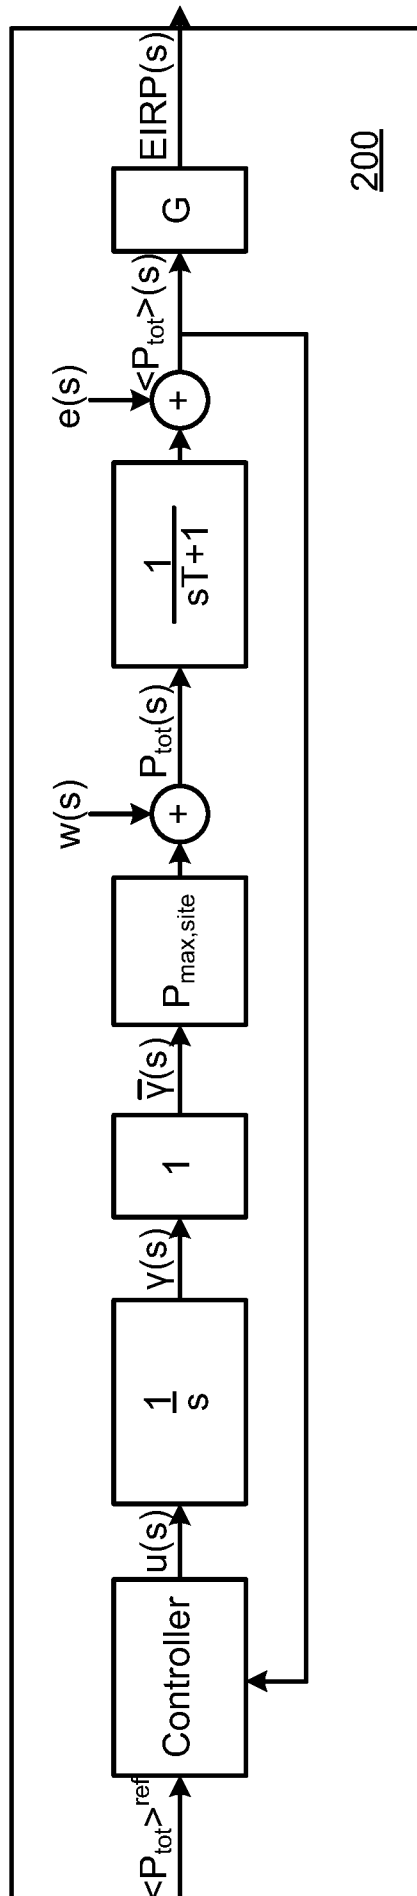 <P_tot>^ref
Controller
u(s)
1
s
γ(s)
1
γ̅(s)
P_max,site
w(s)
+
P_tot(s)
1
sT+1
e(s)
+
<P_tot>(s)
G
EIRP(s)
200